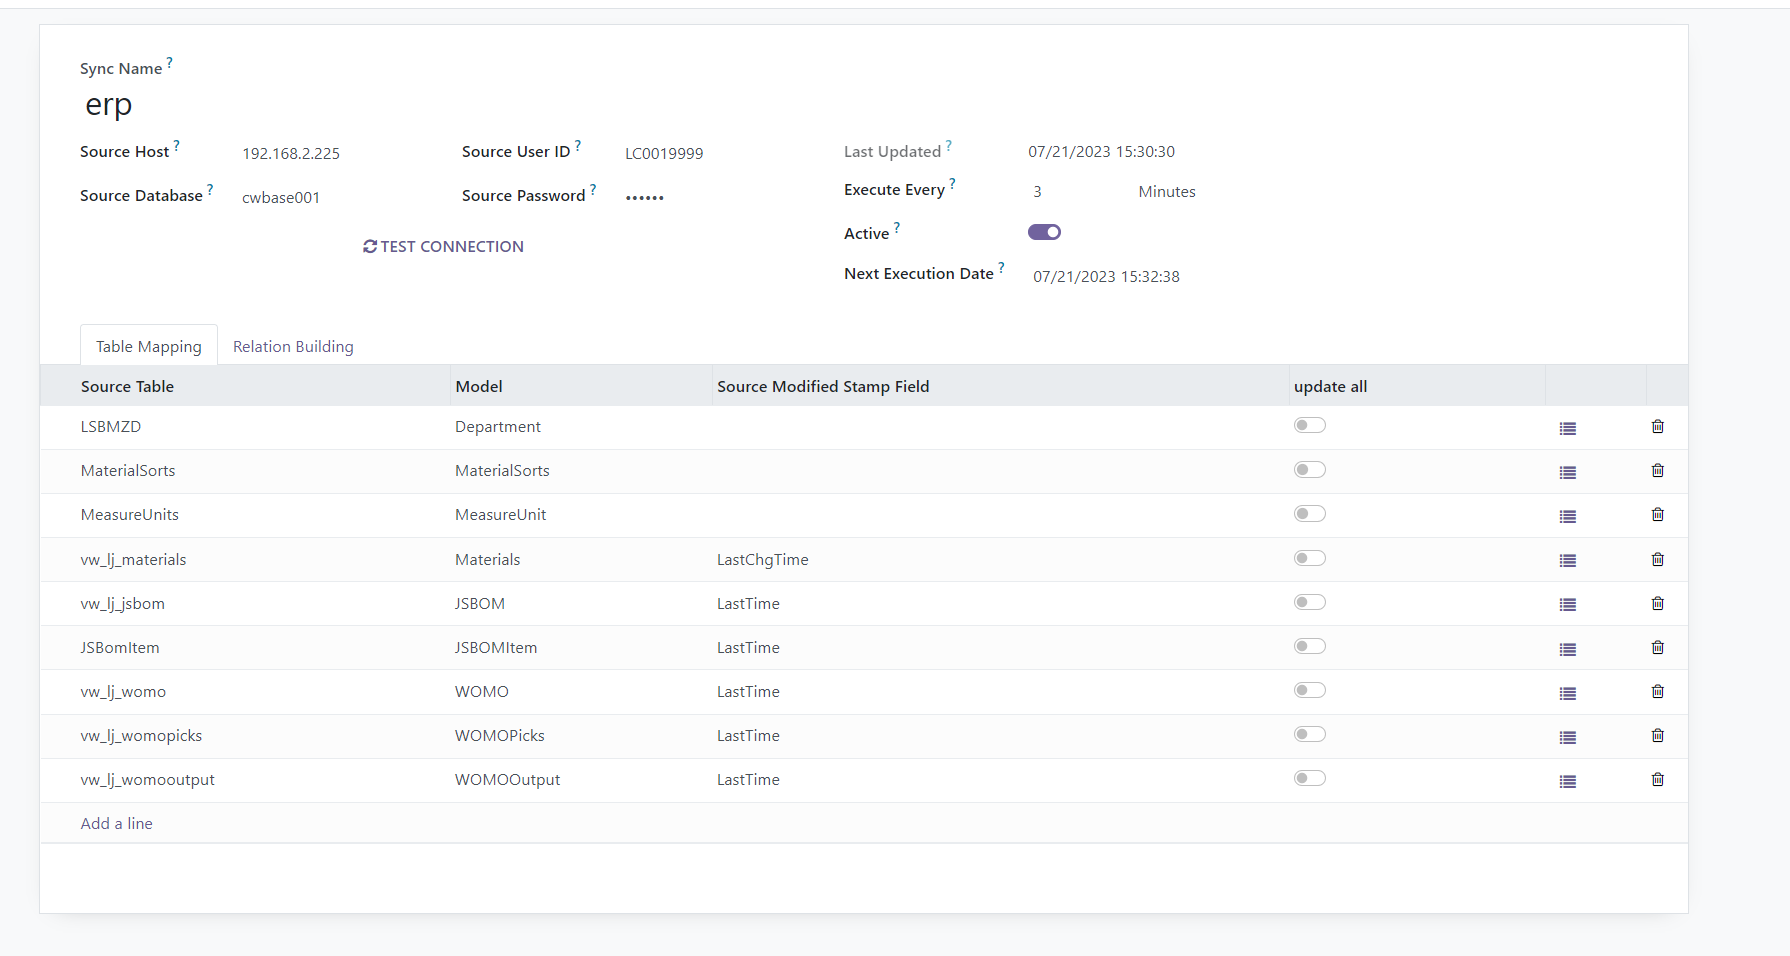 Sync Name ?
erp
Source Host ? 192.168.2.225 Source User ID ? LC0019999 Last Updated ? 07/21/2023 15:30:30
Execute Every ? 3 Minutes
Source Database ? cwbase001 Source Password ? ••••••
Active ?
TEST CONNECTION
Next Execution Date ? 07/21/2023 15:32:38
Table Mapping Relation Building
Source Table Model Source Modified Stamp Field update all
LSBMZD Department
MaterialSorts MaterialSorts
MeasureUnits MeasureUnit
vw_lj_materials Materials LastChgTime
vw_lj_jsbom JSBOM LastTime
JSBomItem JSBOMItem LastTime
vw_lj_womo WOMO LastTime
vw_lj_womopicks WOMOPicks LastTime
vw_lj_womooutput WOMOOutput LastTime
Add a line